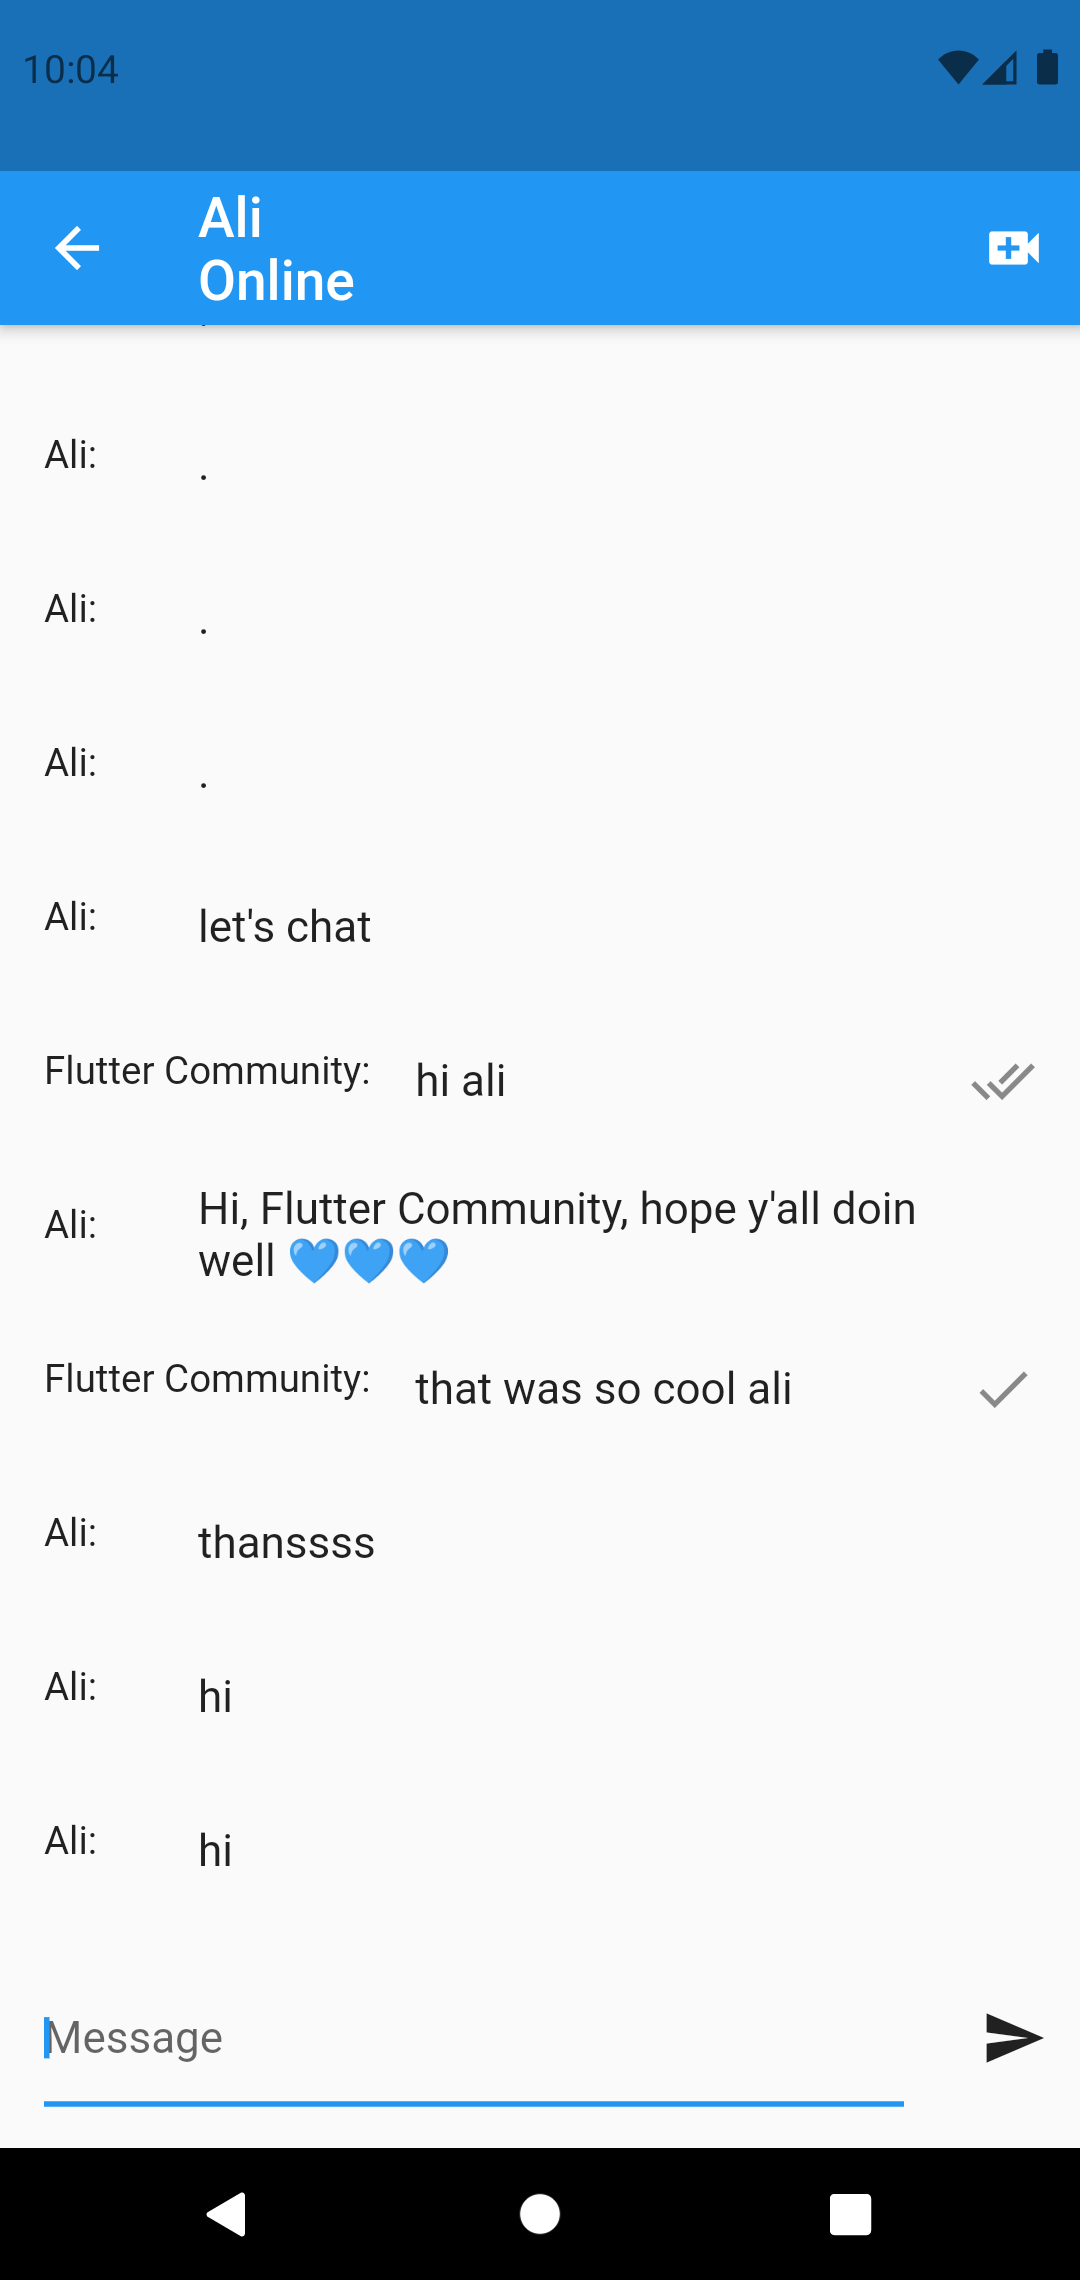 10:04
Ali
Online
Ali: .
Ali: .
Ali: .
Ali: let's chat
Flutter Community: hi ali
Ali: Hi, Flutter Community, hope y'all doin
well 💙💙💙
Flutter Community: that was so cool ali
Ali: thanssss
Ali: hi
Ali: hi
Message